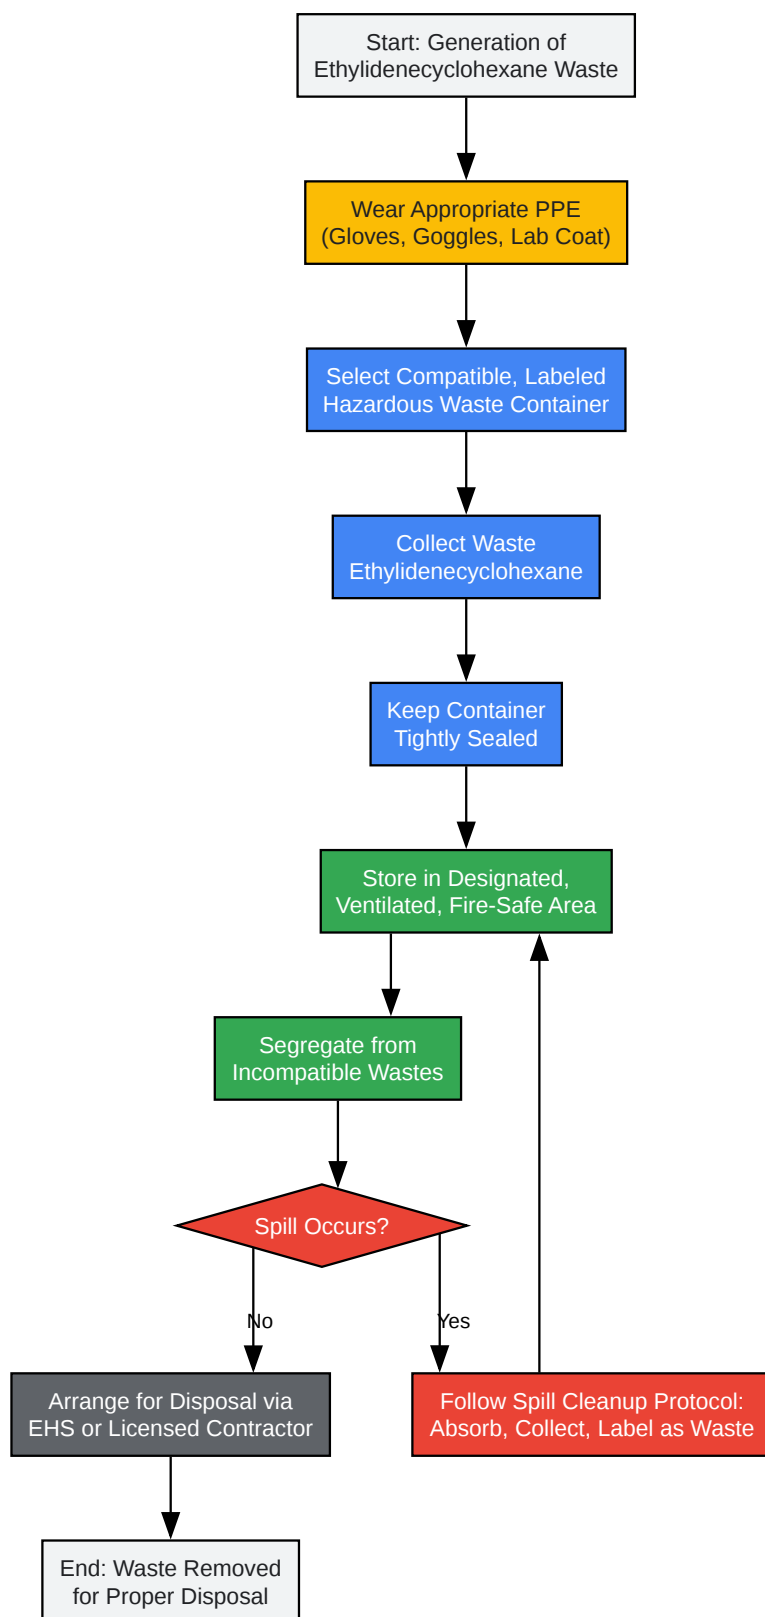 Start: Generation of
Ethylidenecyclohexane Waste
Wear Appropriate PPE
(Gloves, Goggles, Lab Coat)
Select Compatible, Labeled
Hazardous Waste Container
Collect Waste
Ethylidenecyclohexane
Keep Container
Tightly Sealed
Store in Designated,
Ventilated, Fire-Safe Area
Segregate from
Incompatible Wastes
Spill Occurs?
No
Yes
Arrange for Disposal via
EHS or Licensed Contractor
Follow Spill Cleanup Protocol:
Absorb, Collect, Label as Waste
End: Waste Removed
for Proper Disposal